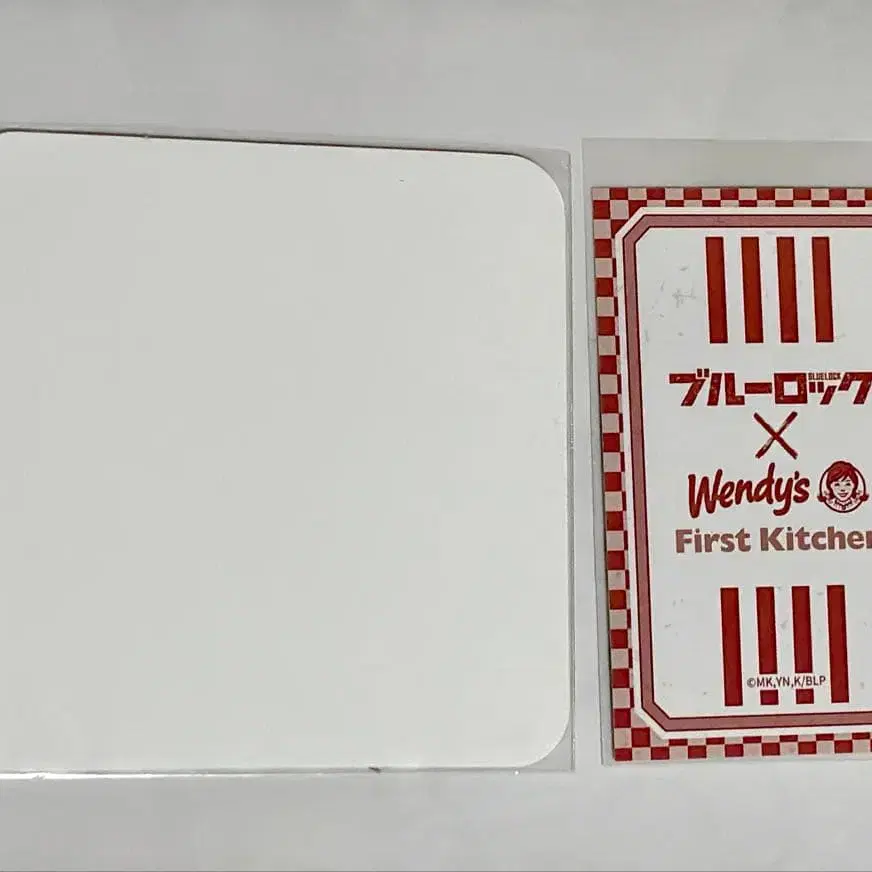 ブルーロック
BLUELOCK
×
Wendy's
First Kitchen
©MK,YN,K/BLP